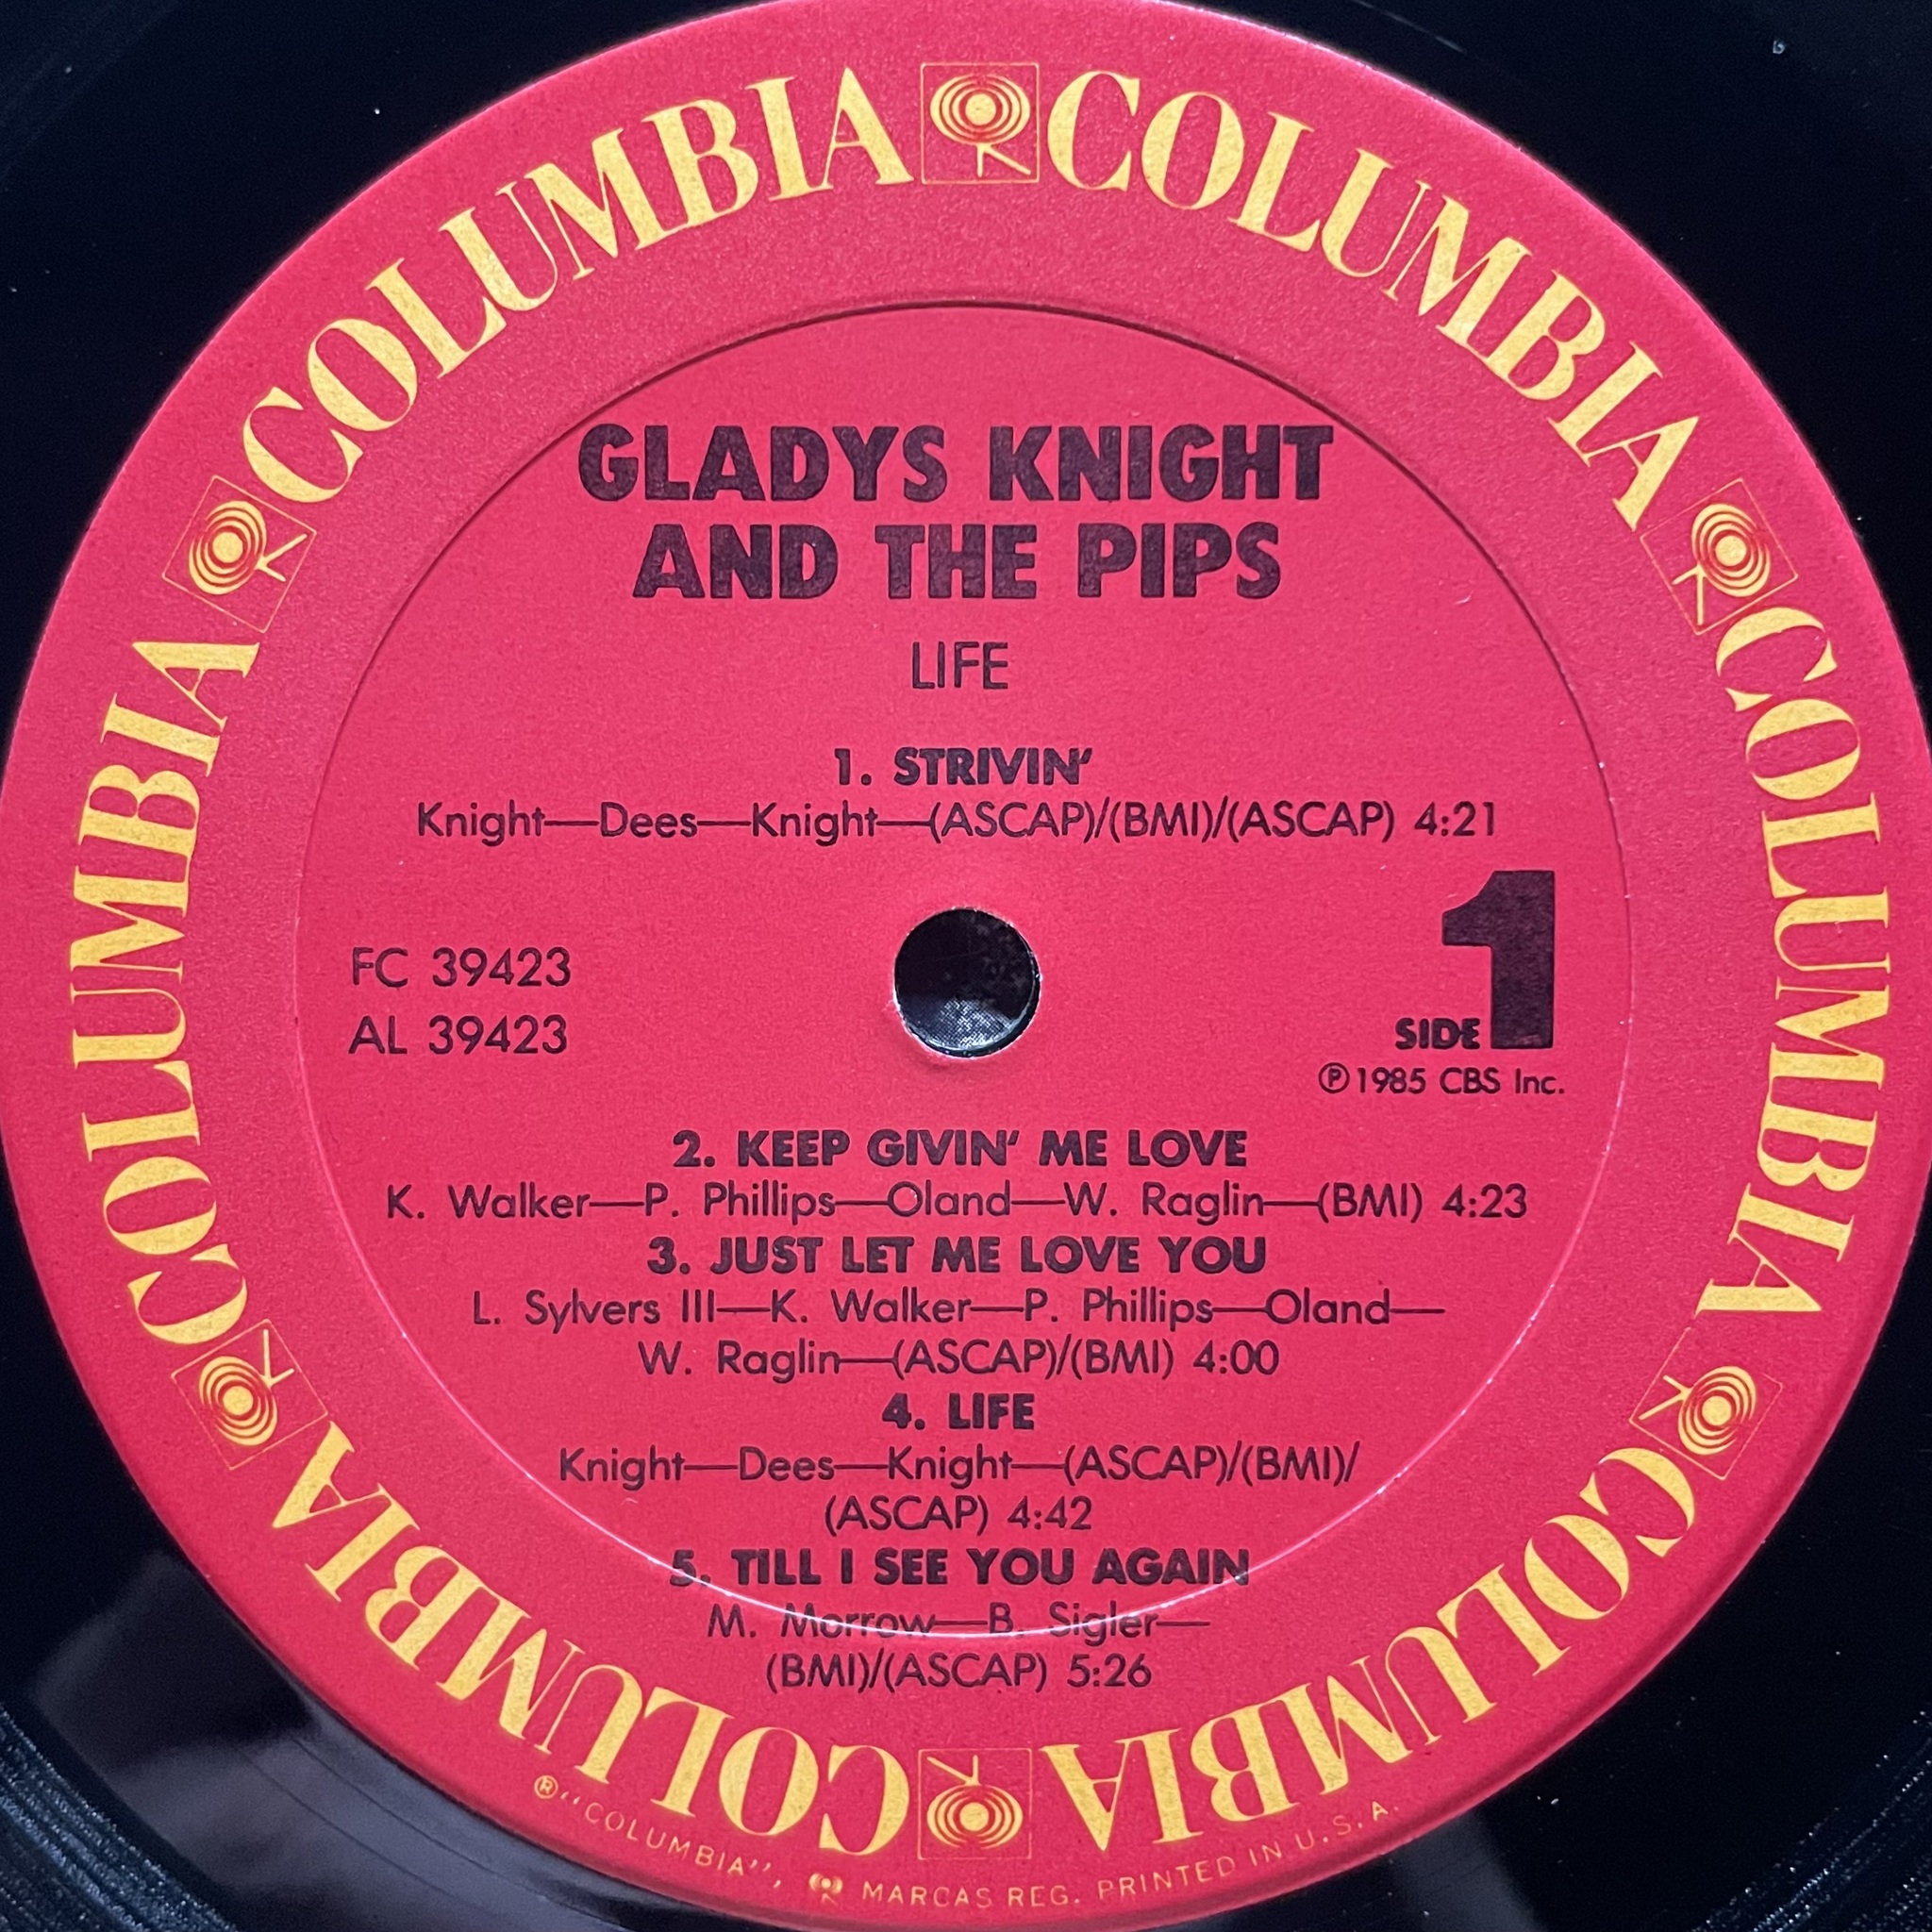 COLUMBIA COLUMBIA COLUMBIA COLUMBIA COLUMBIA COLUMBIA
GLADYS KNIGHT
AND THE PIPS
LIFE
1. STRIVIN'
Knight—Dees—Knight—(ASCAP)/(BMI)/(ASCAP) 4:21
FC 39423
AL 39423
SIDE 1
Ⓟ1985 CBS Inc.
2. KEEP GIVIN' ME LOVE
K. Walker—P. Phillips—Oland—W. Raglin—(BMI) 4:23
3. JUST LET ME LOVE YOU
L. Sylvers III—K. Walker—P. Phillips—Oland—
W. Raglin—(ASCAP)/(BMI) 4:00
4. LIFE
Knight—Dees—Knight—(ASCAP)/(BMI)/
(ASCAP) 4:42
5. TILL I SEE YOU AGAIN
M. Morrow—B. Sigler—
(BMI)/(ASCAP) 5:26
®"COLUMBIA", MARCAS REG. PRINTED IN U.S.A.